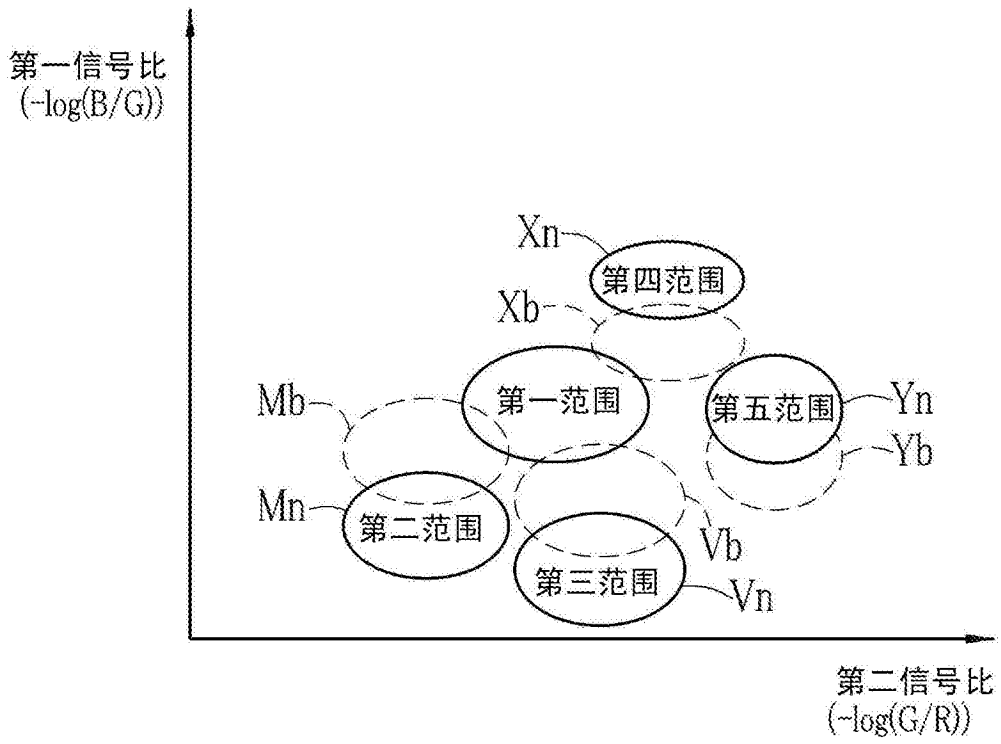 第一信号比
(-log(B/G))
Xn
第四范围
Xb
第一范围
Mb
第五范围
Yn
Yb
Mn
第二范围
Vb
第三范围
Vn
第二信号比
(-log(G/R))